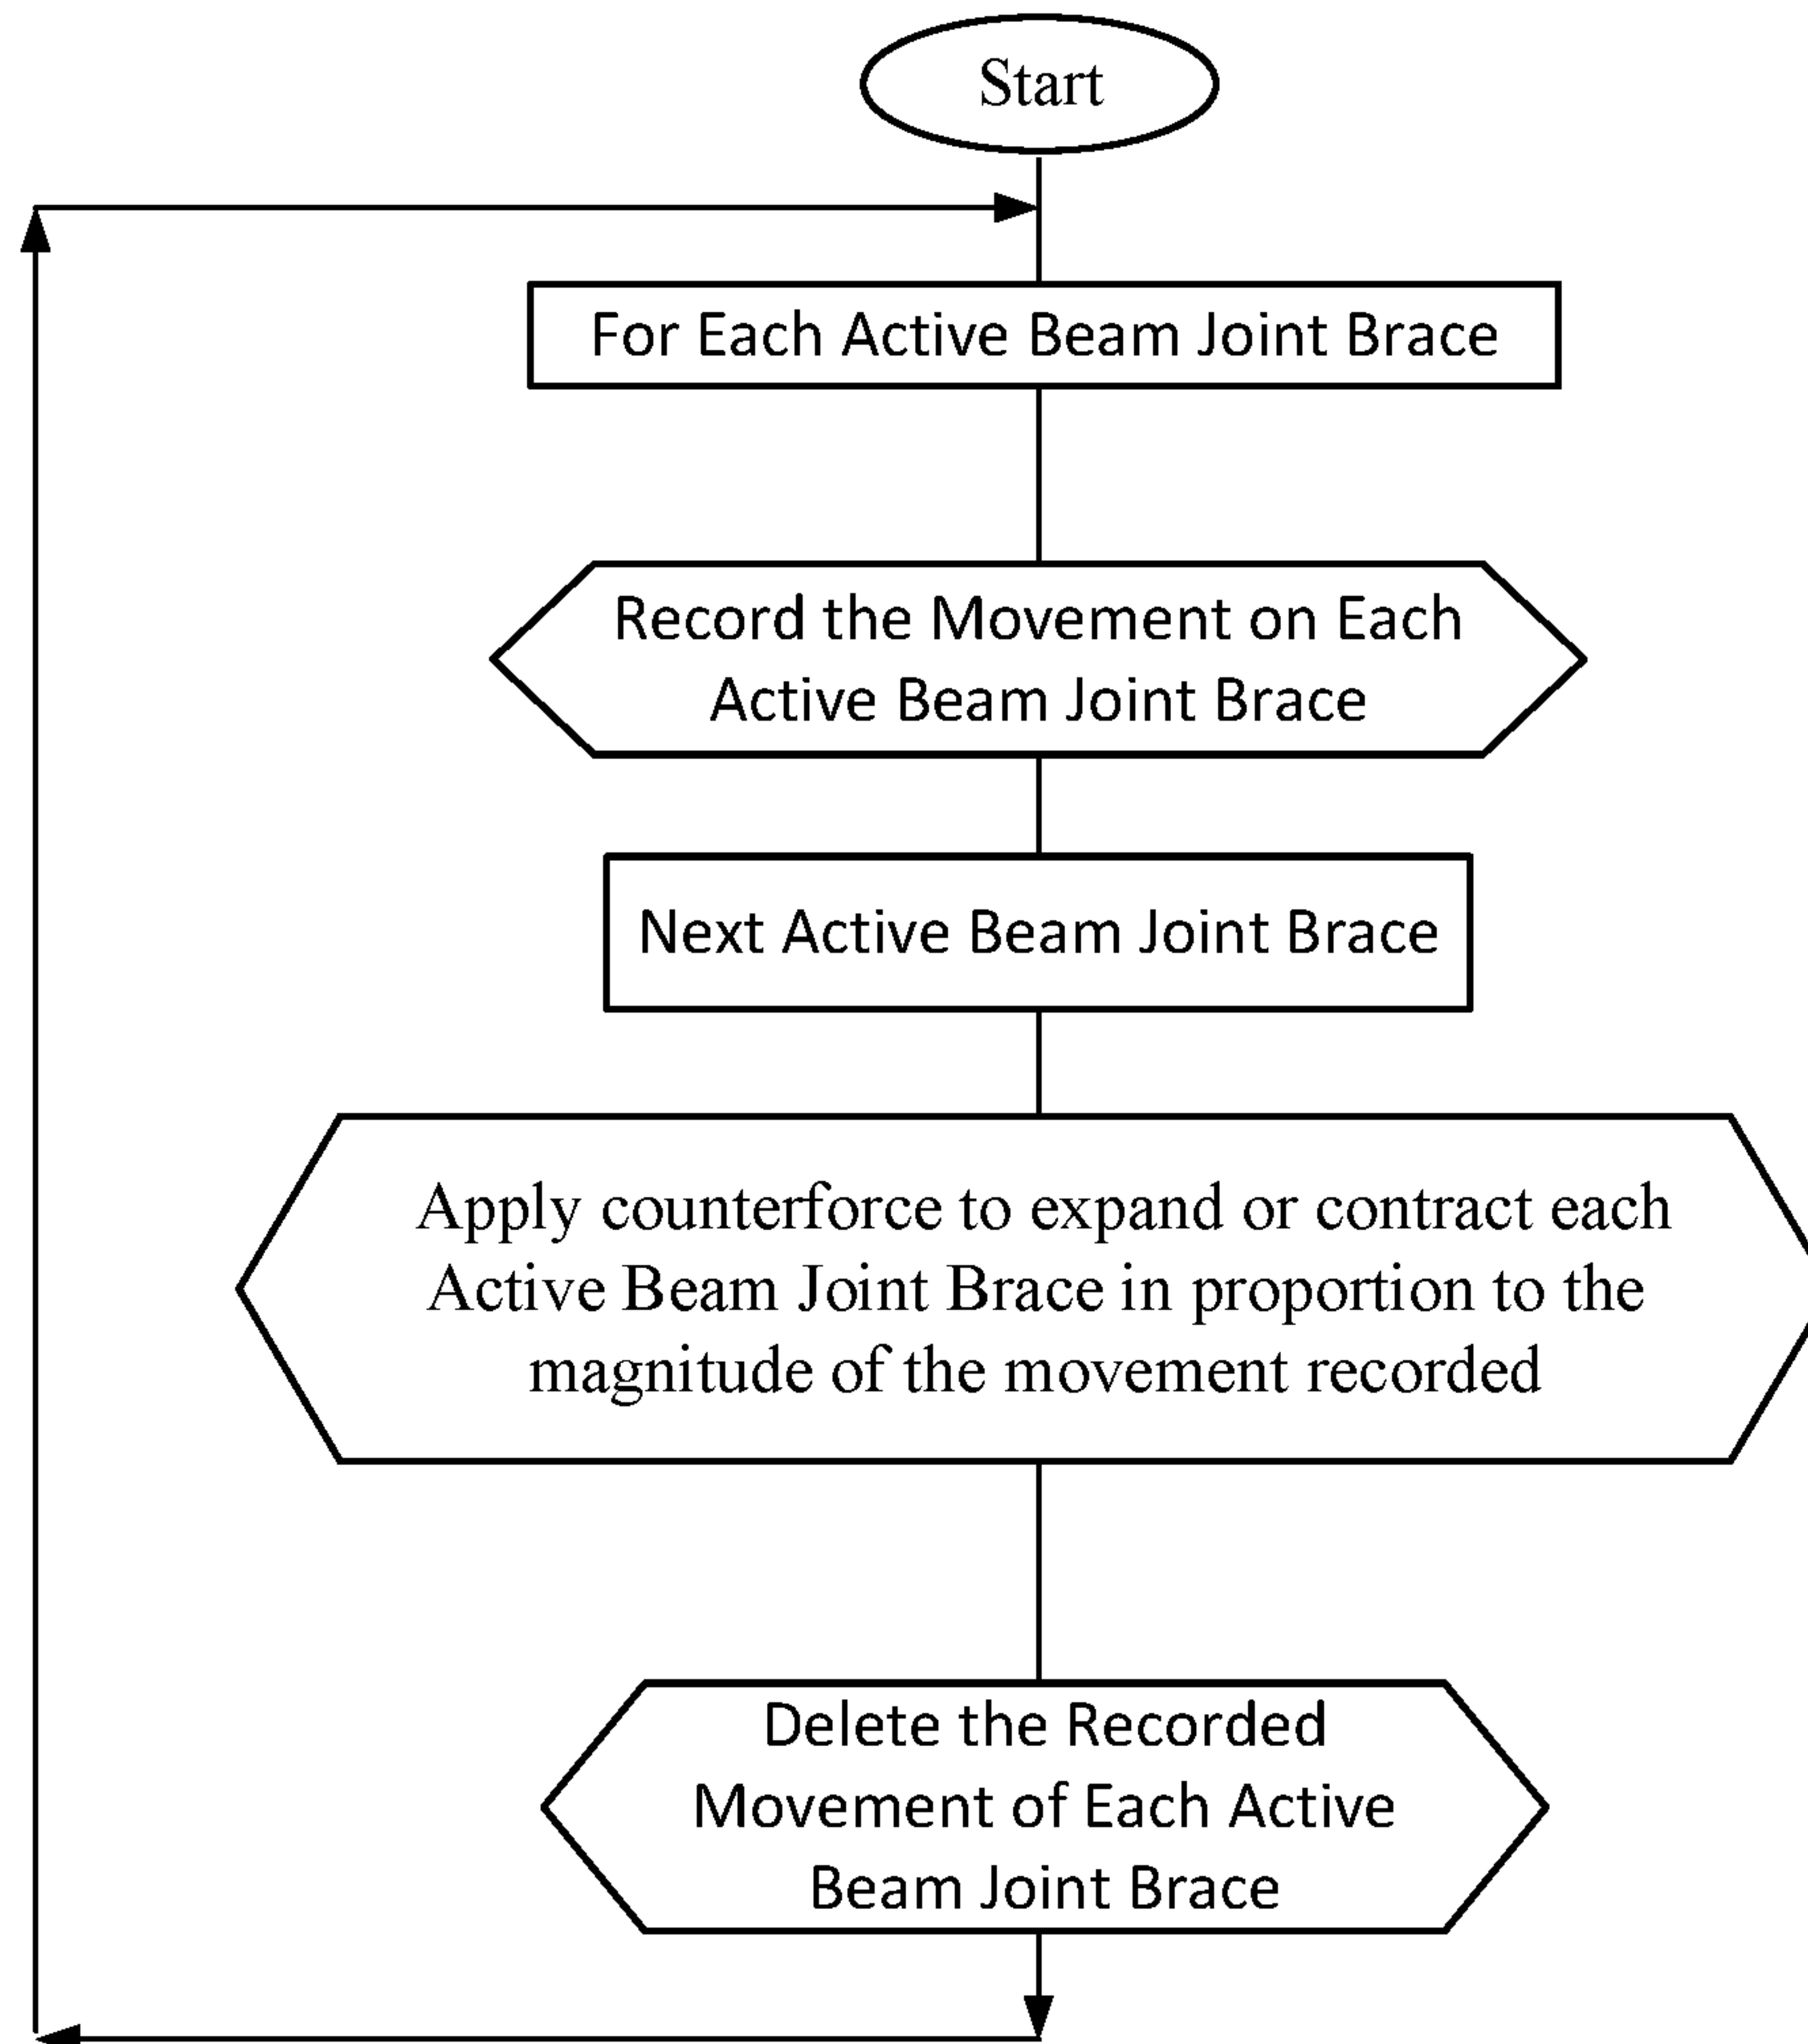 Start
For Each Active Beam Joint Brace
Record the Movement on Each
Active Beam Joint Brace
Next Active Beam Joint Brace
Apply counterforce to expand or contract each
Active Beam Joint Brace in proportion to the
magnitude of the movement recorded
Delete the Recorded
Movement of Each Active
Beam Joint Brace